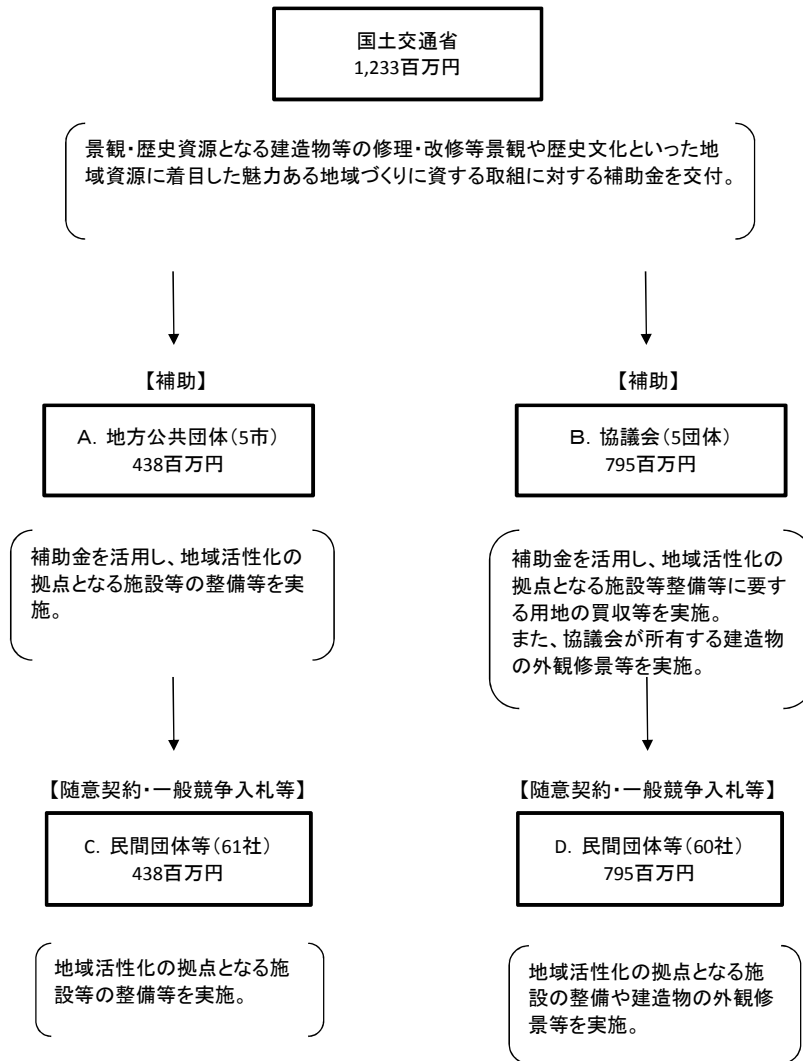 国土交通省
1,233百万円
景観・歴史資源となる建造物等の修理・改修等景観や歴史文化といった地
域資源に着目した魅力ある地域づくりに資する取組に対する補助金を交付。
【補助】
A. 地方公共団体(5市)
438百万円
補助金を活用し、地域活性化の
拠点となる施設等の整備等を実
施。
【随意契約・一般競争入札等】
C. 民間団体等(61社)
438百万円
地域活性化の拠点となる施
設等の整備等を実施。
【補助】
B. 協議会(5団体)
795百万円
補助金を活用し、地域活性化の
拠点となる施設等整備等に要す
る用地の買収等を実施。
また、協議会が所有する建造物
の外観修景等を実施。
【随意契約・一般競争入札等】
D. 民間団体等(60社)
795百万円
地域活性化の拠点となる施
設の整備や建造物の外観修
景等を実施。